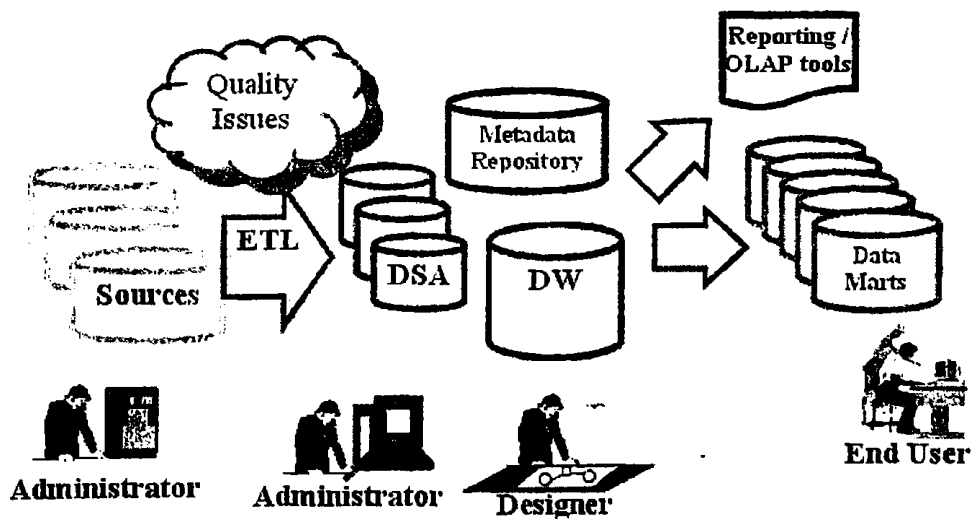 Reporting /
OLAP tools
Quality
Issues
Metadata
Repository
ETL
Sources
DSA
DW
Data
Marts
Administrator
Administrator
Designer
End User